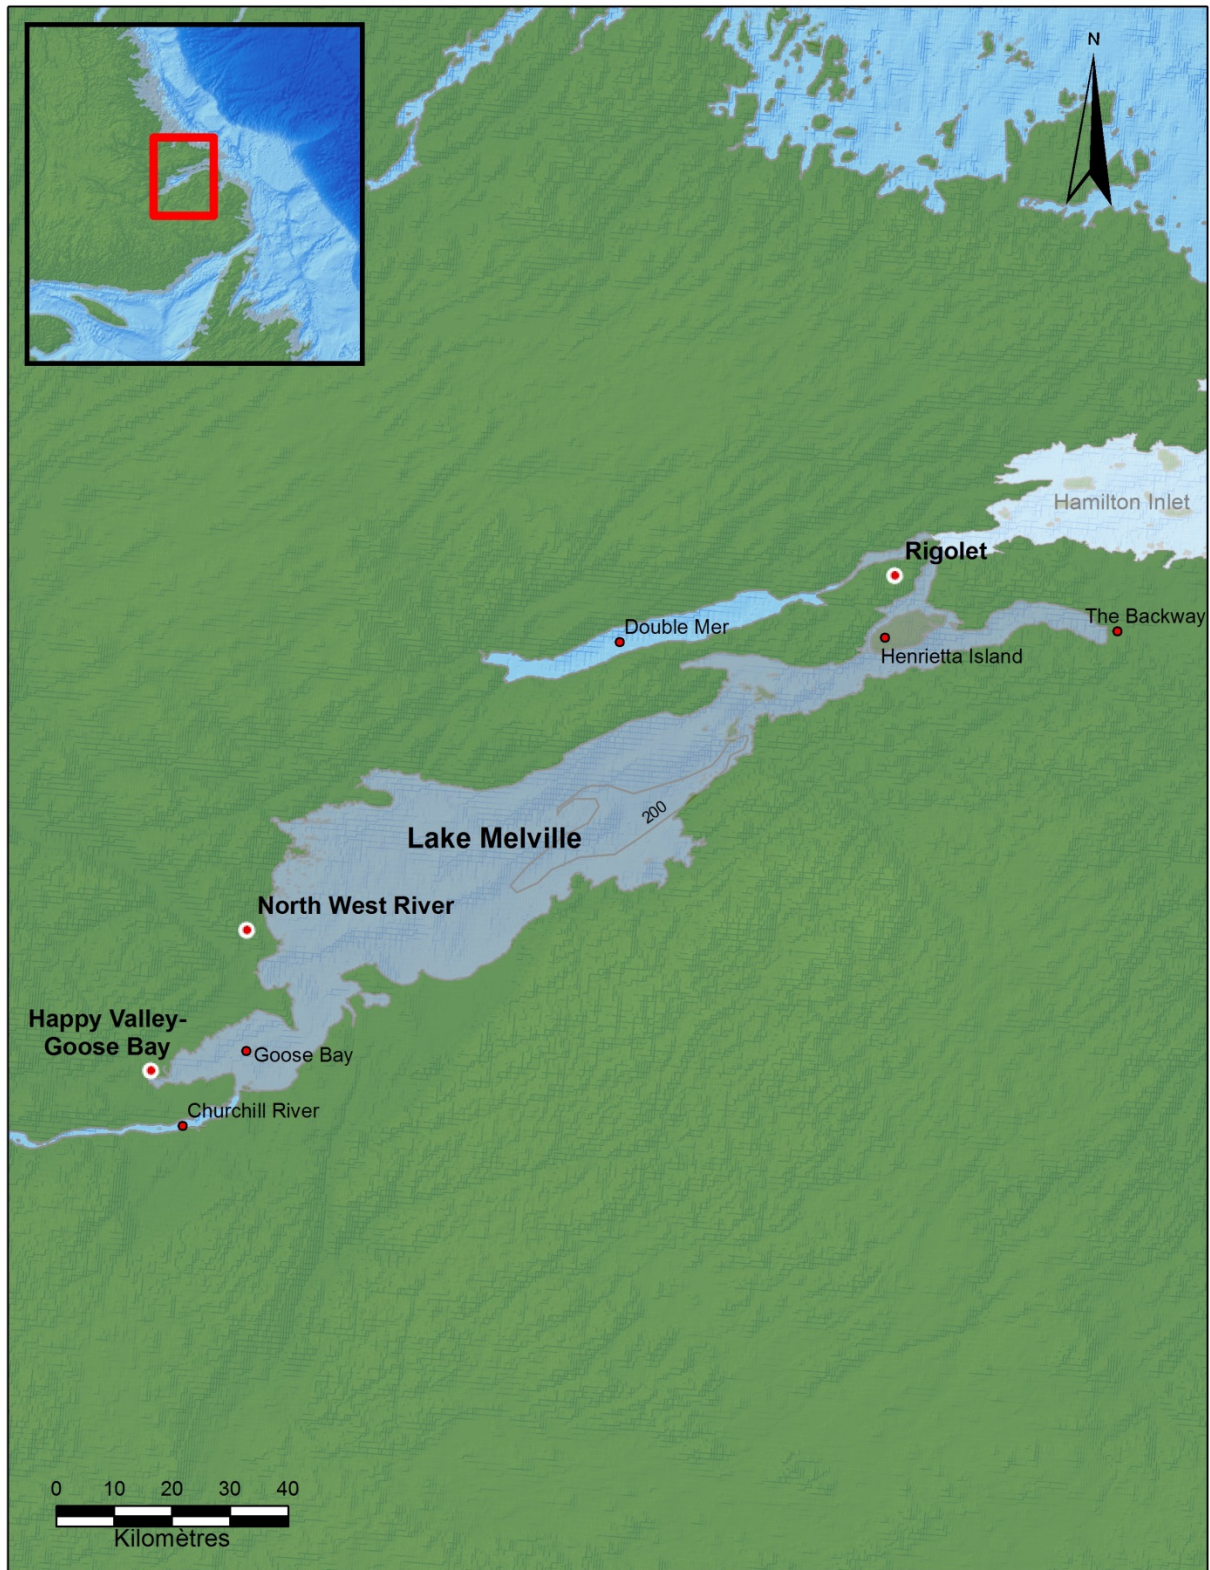 N
Hamilton Inlet
Rigolet
The Backway
Double Mer
Henrietta Island
200
Lake Melville
North West River
Happy Valley-
Goose Bay
Goose Bay
Churchill River
0 10 20 30 40
Kilomètres